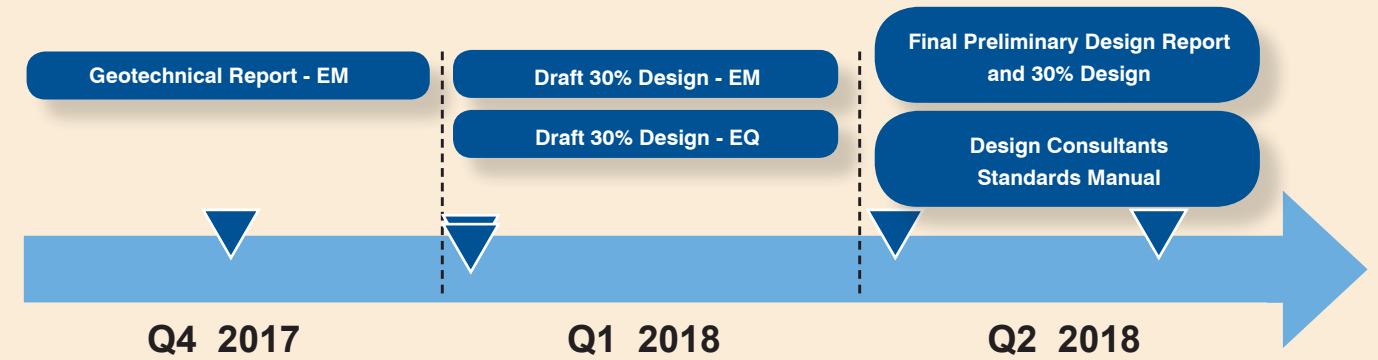 Geotechnical Report - EM
Draft 30% Design - EM
Draft 30% Design - EQ
Final Preliminary Design Report
and 30% Design
Design Consultants
Standards Manual
Q4 2017
Q1 2018
Q2 2018